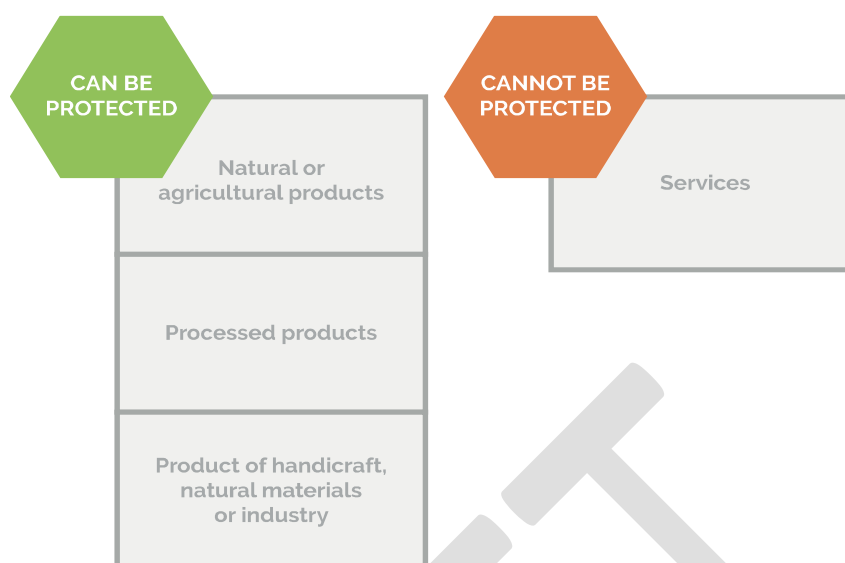 CAN BE
PROTECTED
Natural or
agricultural products
Processed products
Product of handicraft,
natural materials
or industry
CANNOT BE
PROTECTED
Services